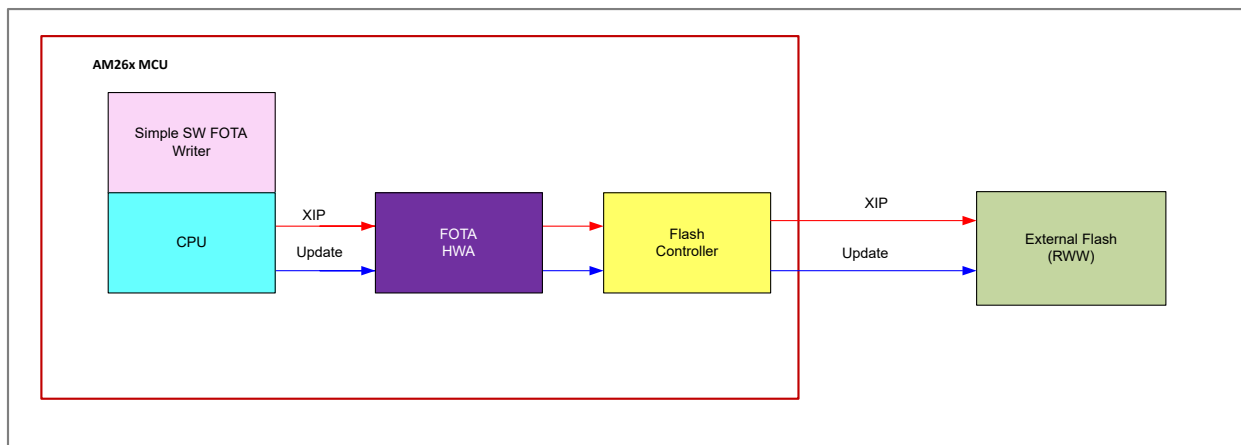 AM26x MCU
Simple SW FOTA
Writer
CPU
XIP
Update
FOTA
HWA
Flash
Controller
XIP
Update
External Flash
(RWW)